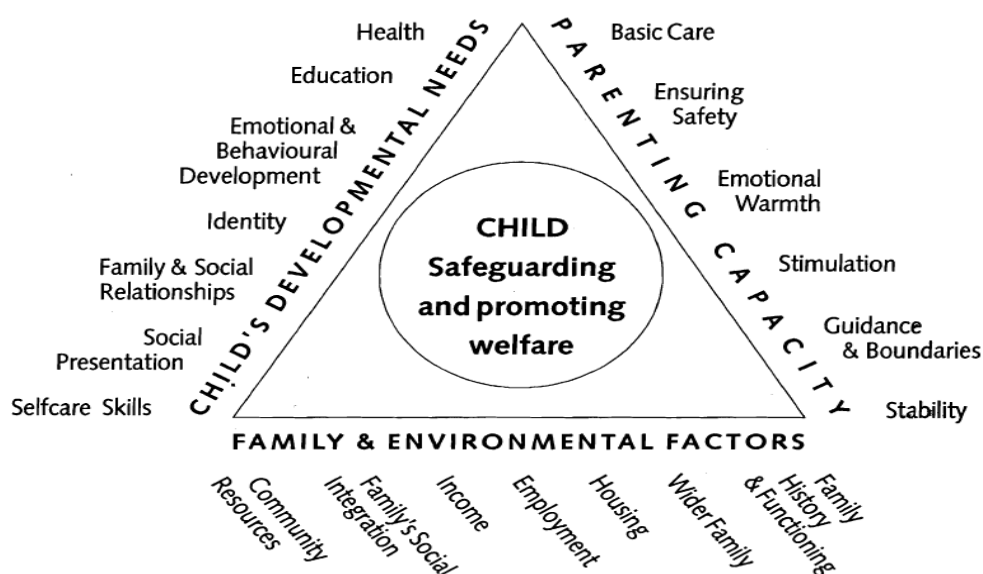 Health
Education
Emotional &
Behavioural
Development
Identity
Family & Social
Relationships
Social
Presentation
Selfcare Skills
CHILD'S DEVELOPMENTAL NEEDS
PARENTING CAPACITY
Basic Care
Ensuring
Safety
Emotional
Warmth
Stimulation
Guidance
& Boundaries
Stability
CHILD
Safeguarding
and promoting
welfare
FAMILY & ENVIRONMENTAL FACTORS
Community
Resources
Family's Social
Integration
Income
Employment
Housing
Wider Family
Family
History
& Functioning